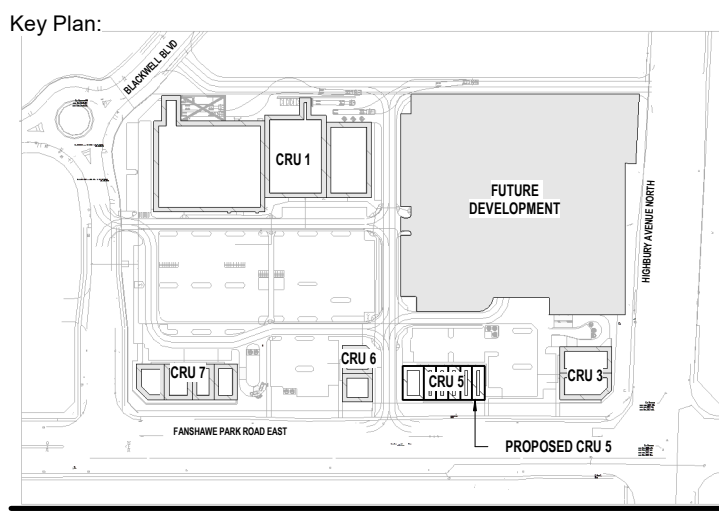 Key Plan:
BLACKWELL BLVD
CRU 1
FUTURE
DEVELOPMENT
HIGHBURY AVENUE NORTH
CRU 7
CRU 6
CRU 5
CRU 3
FANSHAWE PARK ROAD EAST
PROPOSED CRU 5